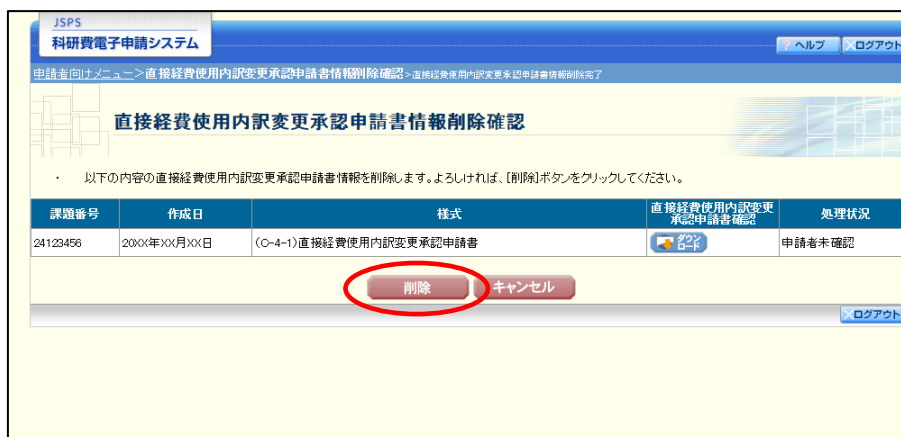 JSPS
科研費電子申請システム
ヘルプ
ログアウト
申請者向けメニュー>直接経費使用内訳変更承認申請書情報削除確認>直接経費使用内訳変更承認申請書情報削除完了
直接経費使用内訳変更承認申請書情報削除確認
・ 以下の内容の直接経費使用内訳変更承認申請書情報を削除します。よろしければ、[削除]ボタンをクリックしてください。
課題番号 作成日 様式 直接経費使用内訳変更 処理状況
承認申請書確認
24123456 20XX年XX月XX日 (C-4-1)直接経費使用内訳変更承認申請書 ダウンロード 申請者未確認
削除 キャンセル
ログアウト